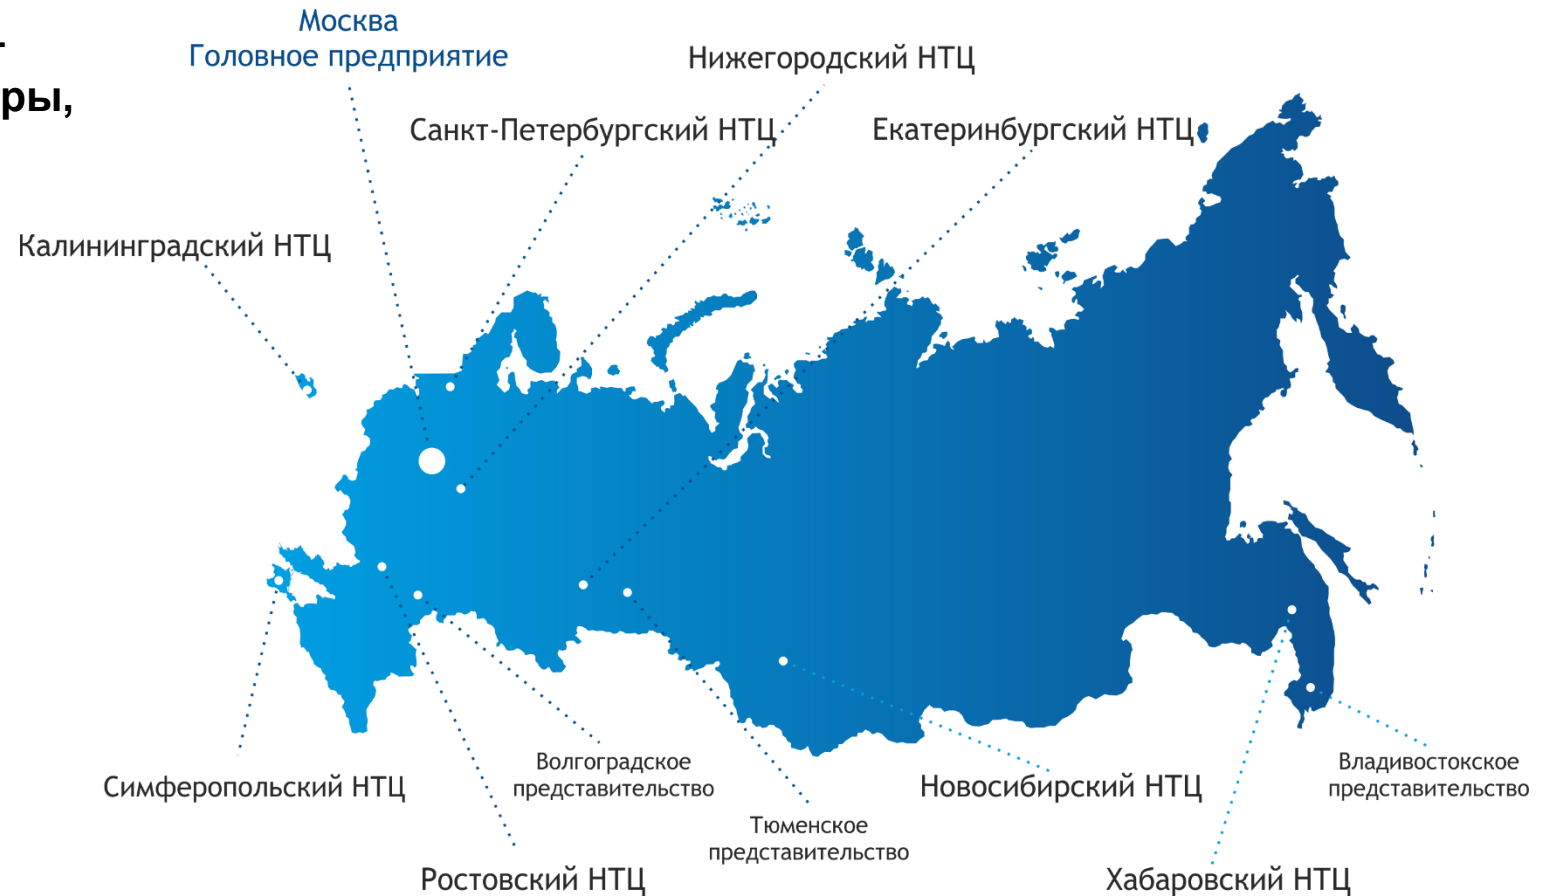 Москва
Головное предприятие
ры,
Нижегородский НТЦ
Санкт-Петербургский НТЦ
Екатеринбургский НТЦ
Калининградский НТЦ
Симферопольский НТЦ
Волгоградское
представительство
Новосибирский НТЦ
Владивостокское
представительство
Тюменское
представительство
Ростовский НТЦ
Хабаровский НТЦ